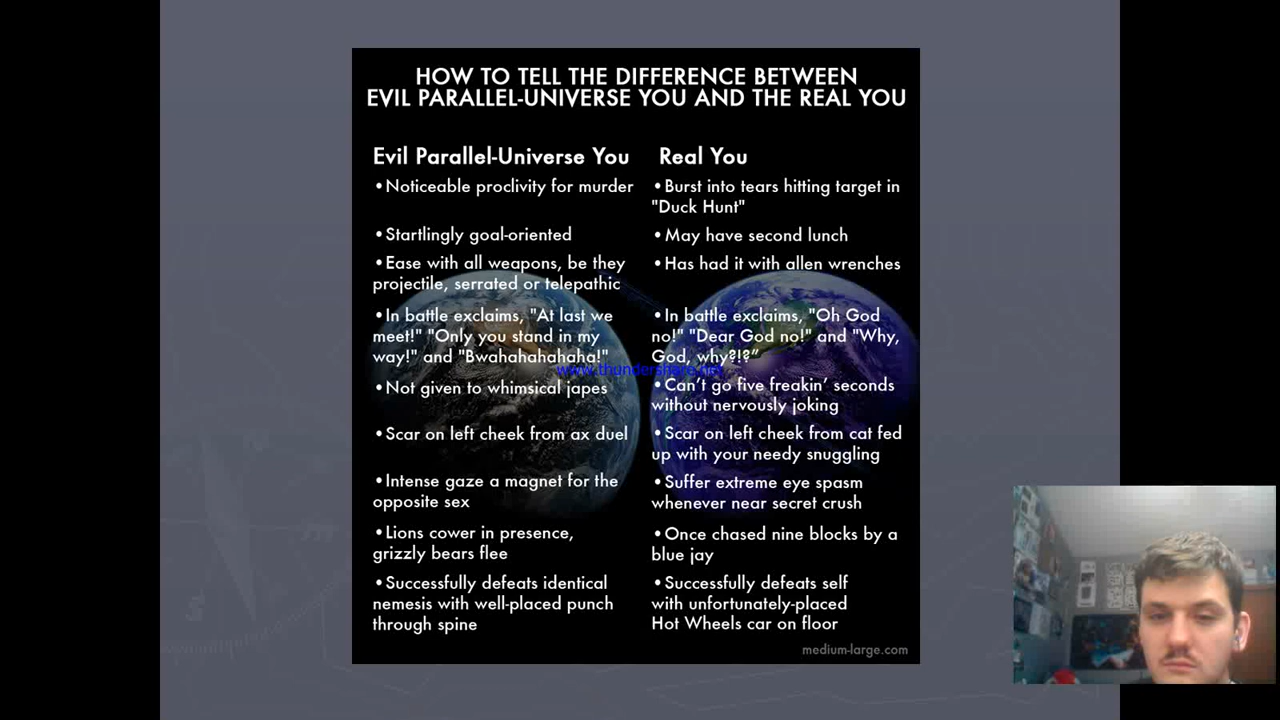 HOW TO TELL THE DIFFERENCE BETWEEN
EVIL PARALLEL-UNIVERSE YOU AND THE REAL YOU
Evil Parallel-Universe You
•Noticeable proclivity for murder
•Startlingly goal-oriented
•Ease with all weapons, be they
projectile, serrated or telepathic
•In battle exclaims, "At last we
meet!" "Only you stand in my
way!" and "Bwahahahahaha!"
•Not given to whimsical japes
•Scar on left cheek from ax duel
•Intense gaze a magnet for the
opposite sex
•Lions cower in presence,
grizzly bears flee
•Successfully defeats identical
nemesis with well-placed punch
through spine
Real You
•Burst into tears hitting target in
"Duck Hunt"
•May have second lunch
•Has had it with allen wrenches
•In battle exclaims, "Oh God
no!" "Dear God no!" and "Why,
God, why?!?"
•Can't go five freakin' seconds
without nervously joking
•Scar on left cheek from cat fed
up with your needy snuggling
•Suffer extreme eye spasm
whenever near secret crush
•Once chased nine blocks by a
blue jay
•Successfully defeats self
with unfortunately-placed
Hot Wheels car on floor
www.thundershare.net
medium-large.com